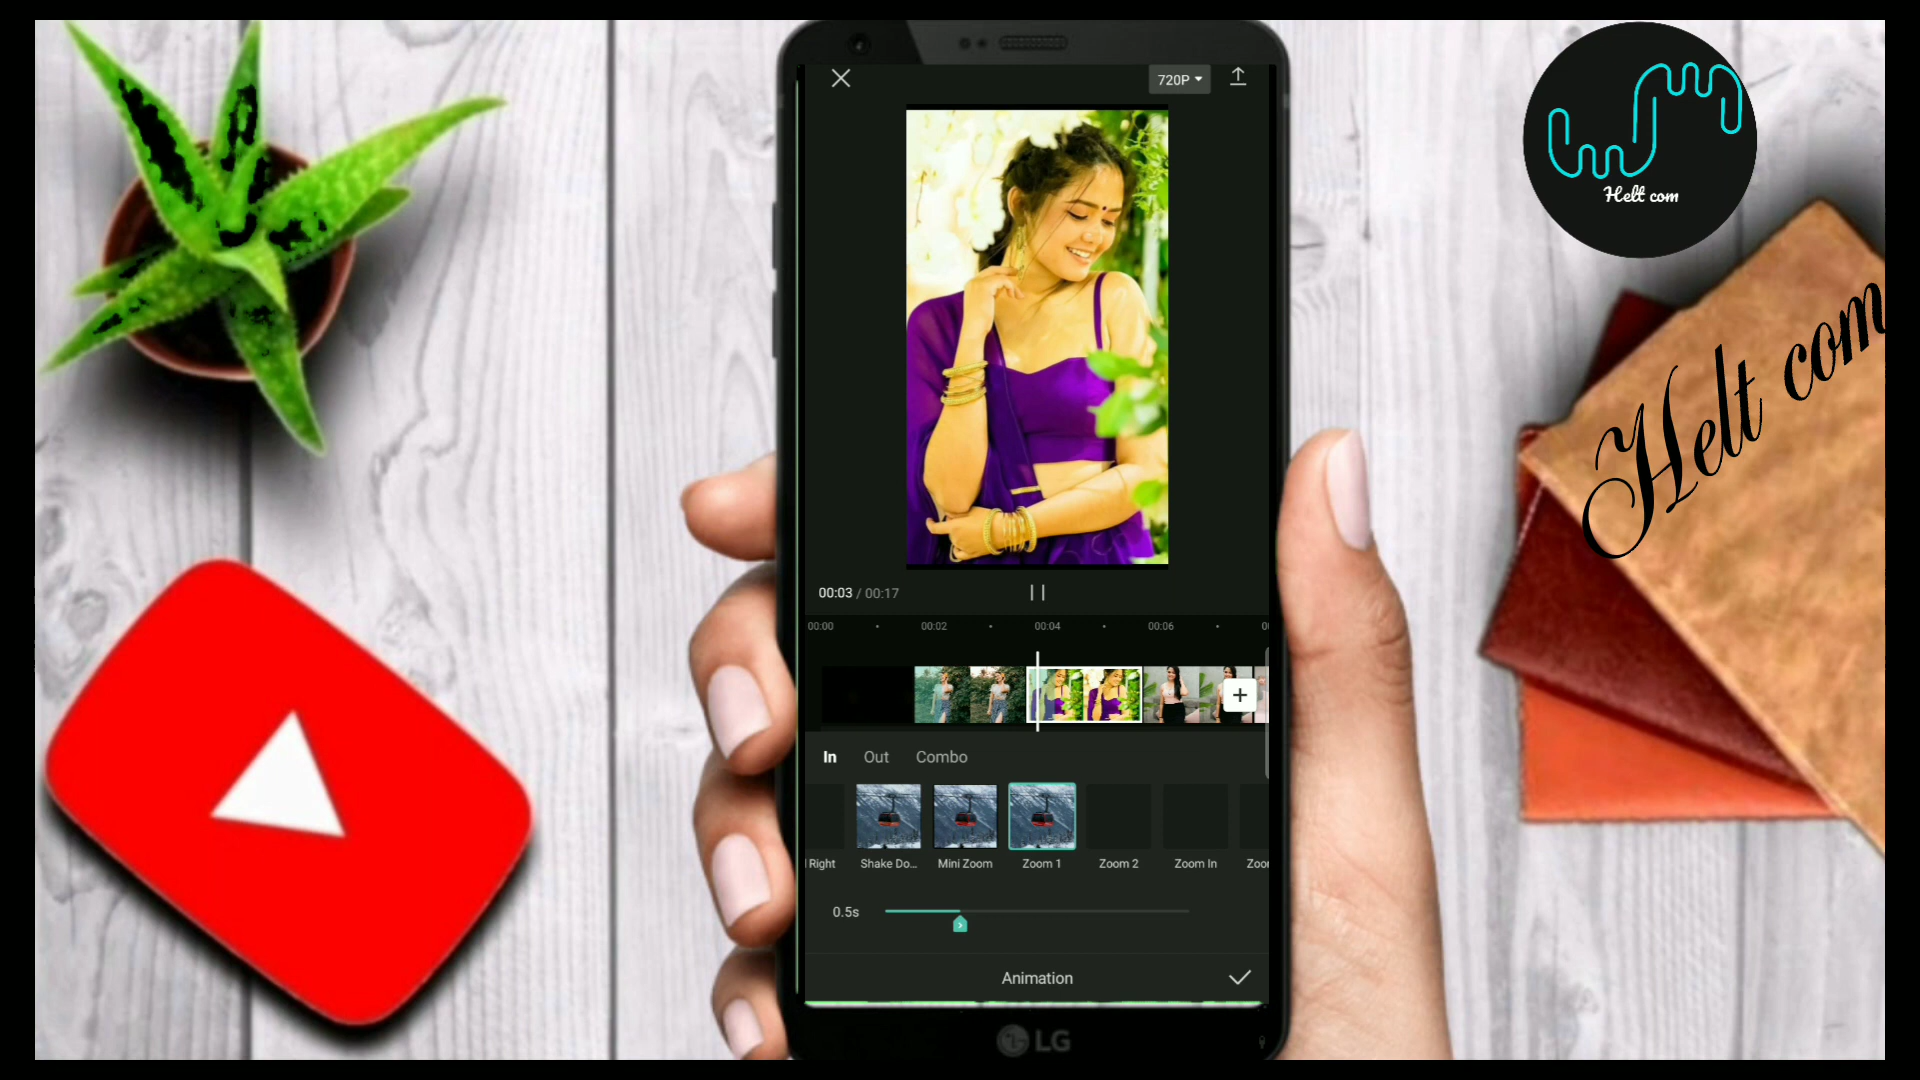 720P
Helt com
Helt com
00:03 / 00:17
00:00
00:02
00:04
00:06
In
Out
Combo
Right
Shake Do...
Mini Zoom
Zoom 1
Zoom 2
Zoom In
0.5s
Animation
LG